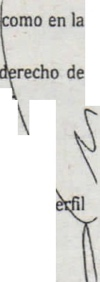 como en la
derecho de
erfil